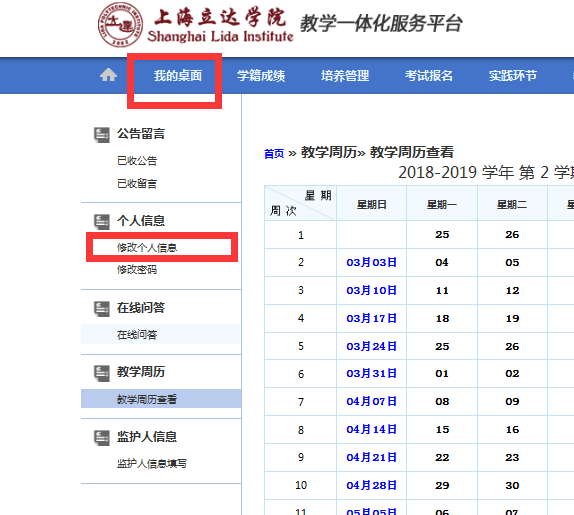 上海立达学院 教学一体化服务平台
Shanghai Lida Institute
我的桌面 学籍成绩 培养管理 考试报名 实践环节
公告留言
已收公告
已收留言
个人信息
修改个人信息
修改密码
在线问答
在线问答
教学周历
教学周历查看
监护人信息
监护人信息填写
首页 » 教学周历» 教学周历查看
2018-2019 学年 第 2 学期
星 期
周 次 星期日 星期一 星期二
1 25 26
2 03月03日 04 05
3 03月10日 11 12
4 03月17日 18 19
5 03月24日 25 26
6 03月31日 01 02
7 04月07日 08 09
8 04月14日 15 16
9 04月21日 22 23
10 04月28日 29 30
11 05月05日 06 07